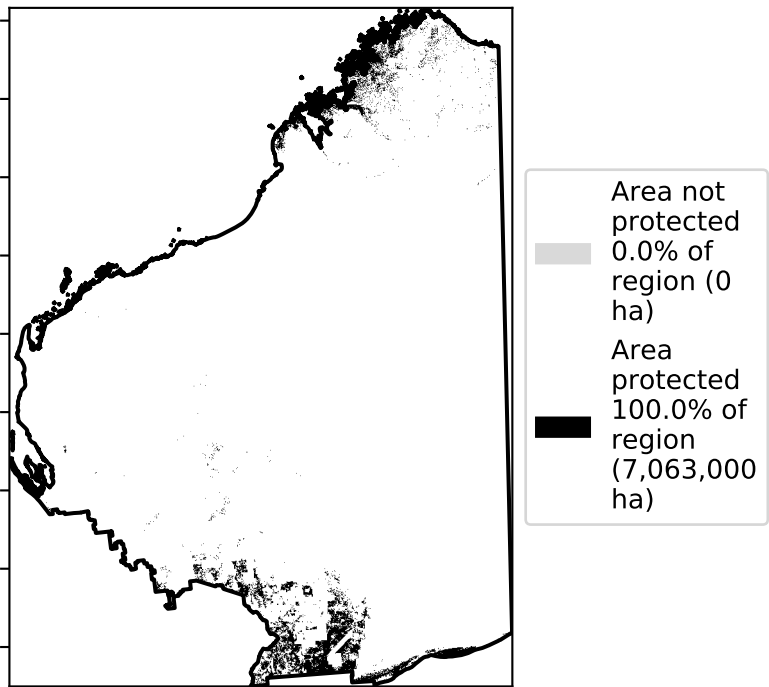 Area not
protected
0.0% of
region (0
ha)
Area
protected
100.0% of
region
(7,063,000
ha)